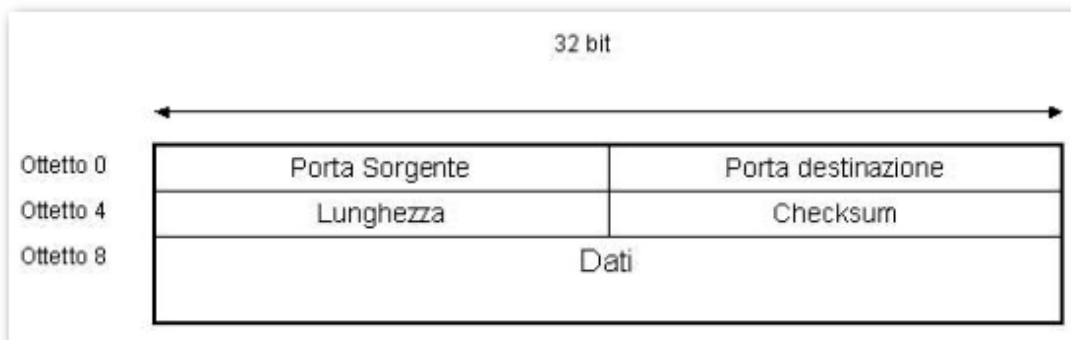 32 bit
Ottetto 0 Porta Sorgente Porta destinazione
Ottetto 4 Lunghezza Checksum
Ottetto 8 Dati